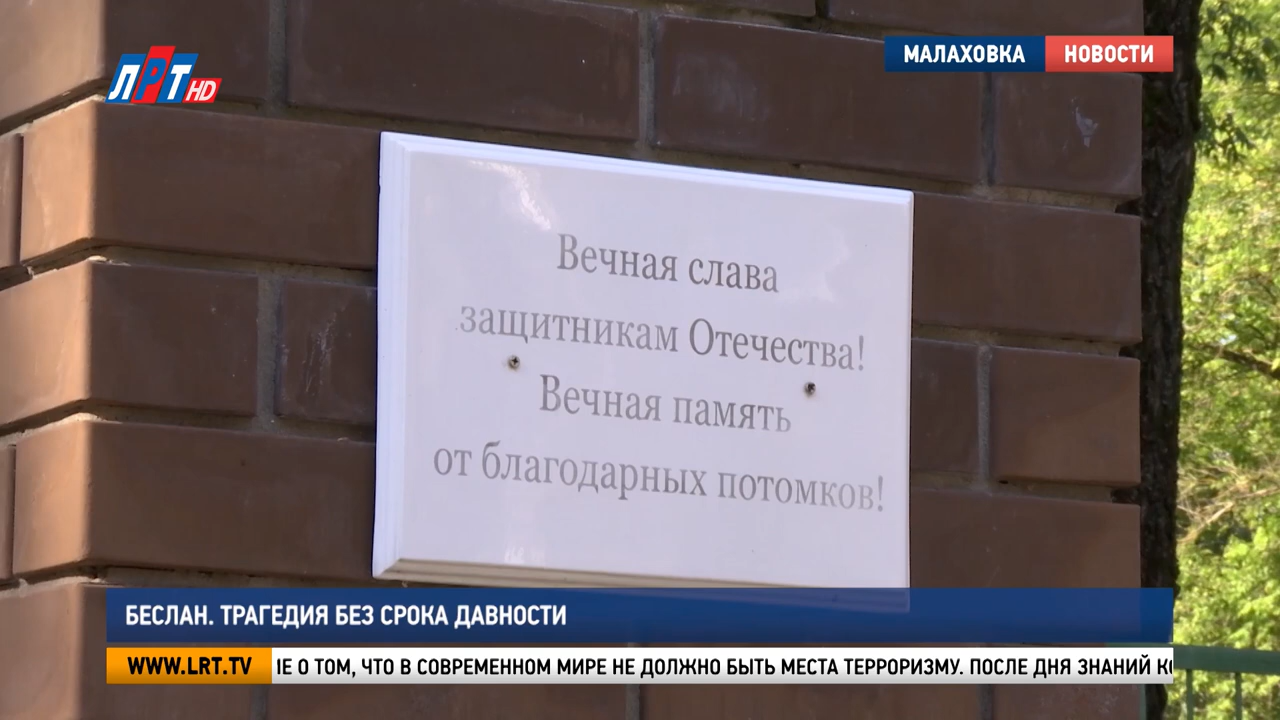 ЛРТ HD
МАЛАХОВКА НОВОСТИ
Вечная слава
защитникам Отечества!
Вечная память
от благодарных потомков!
БЕСЛАН. ТРАГЕДИЯ БЕЗ СРОКА ДАВНОСТИ
WWW.LRT.TV О ТОМ, ЧТО В СОВРЕМЕННОМ МИРЕ НЕ ДОЛЖНО БЫТЬ МЕСТА ТЕРРОРИЗМУ. ПОСЛЕ ДНЯ ЗНАНИЙ